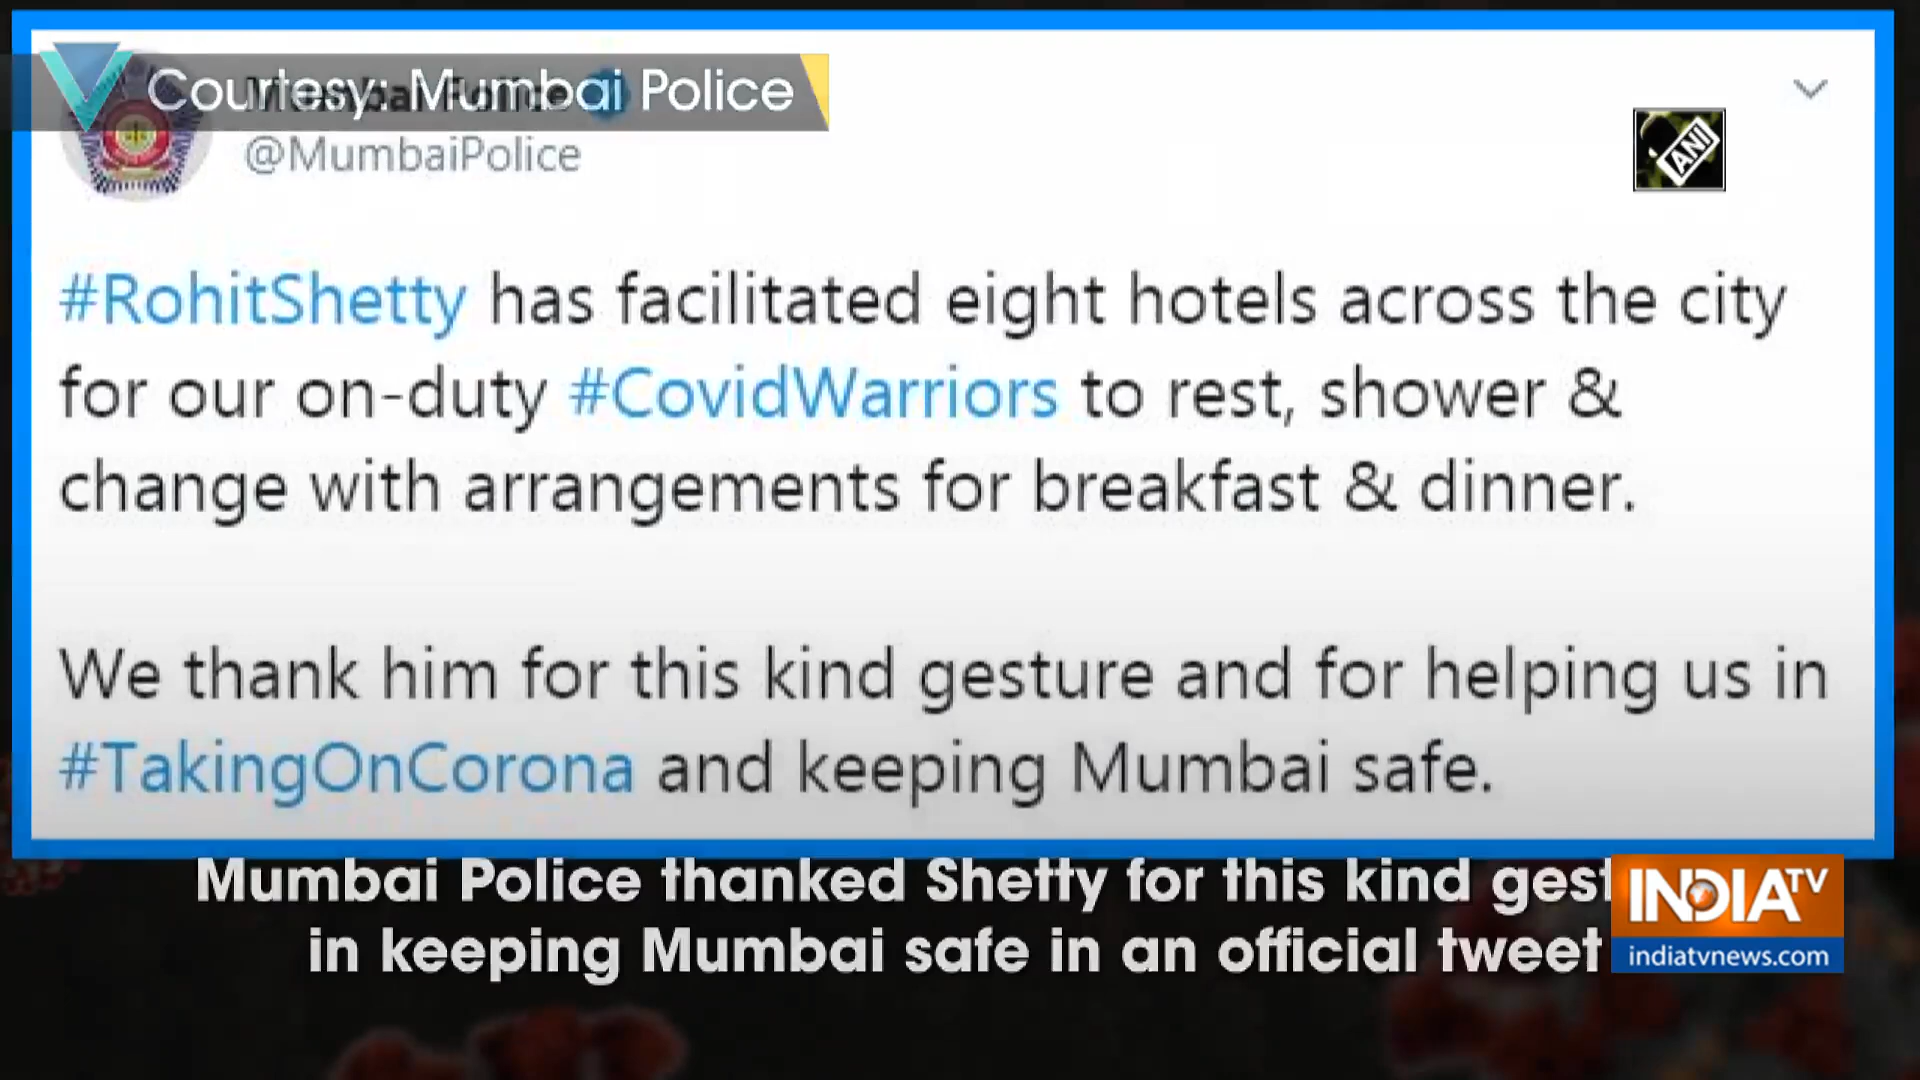 Courtesy: Mumbai Police
Mumbai Police
@MumbaiPolice
ANI
#RohitShetty has facilitated eight hotels across the city
for our on-duty #CovidWarriors to rest, shower &
change with arrangements for breakfast & dinner.
We thank him for this kind gesture and for helping us in
#TakingOnCorona and keeping Mumbai safe.
Mumbai Police thanked Shetty for this kind gest
in keeping Mumbai safe in an official tweet
INDIA TV
indiatvnews.com